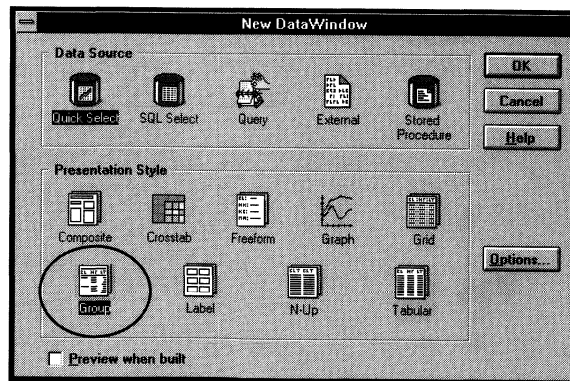 New DataWindow
Data Source
OK
Quick Select
SQL Select
Query
External
Stored
Procedure
Cancel
Help
Presentation Style
Composite
Crosstab
Freeform
Graph
Grid
Options...
Group
Label
N-Up
Tabular
Preview when built